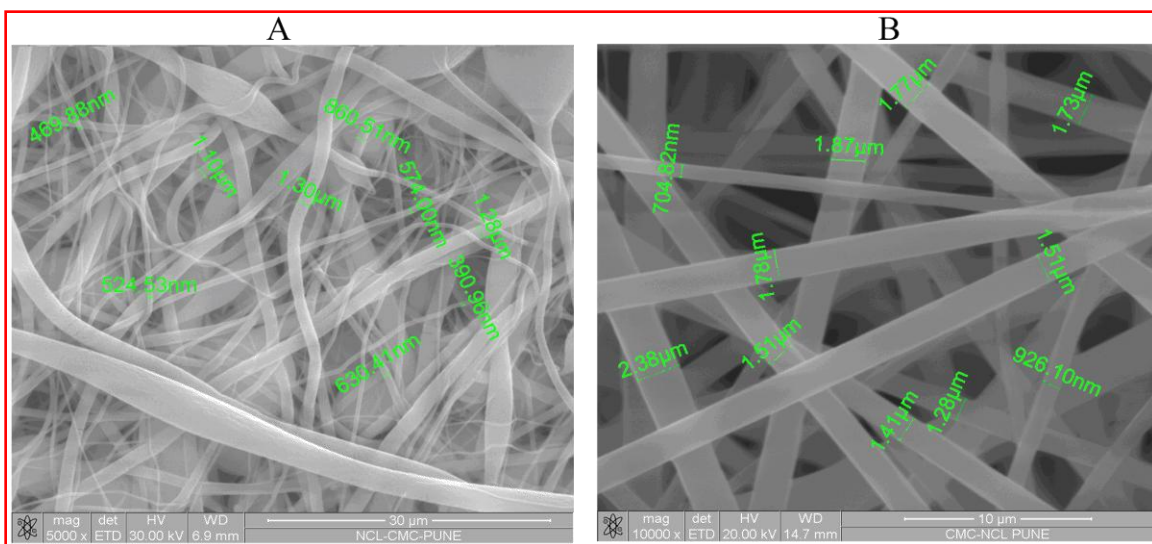 A
469.88nm
860.51nm
1.10µm
574.00nm
1.30µm
1.28µm
524.53nm
390.96nm
630.41nm
mag
5000 x
det
ETD
HV
30.00 kV
WD
6.9 mm
30 µm
NCL-CMC-PUNE
B
1.77µm
1.73µm
1.87µm
704.82nm
1.51µm
1.78µm
1.51µm
2.38µm
926.10nm
1.28µm
1.41µm
mag
10000 x
det
ETD
HV
20.00 kV
WD
14.7 mm
10 µm
CMC-NCL PUNE